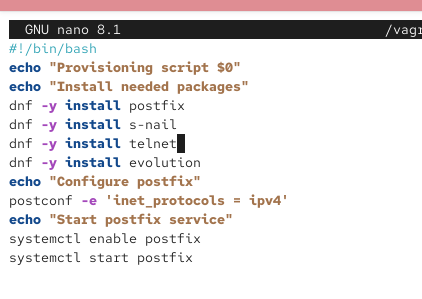 GNU nano 8.1 /vagr
#!/bin/bash
echo "Provisioning script $0"
echo "Install needed packages"
dnf -y install postfix
dnf -y install s-nail
dnf -y install telnet
dnf -y install evolution
echo "Configure postfix"
postconf -e 'inet_protocols = ipv4'
echo "Start postfix service"
systemctl enable postfix
systemctl start postfix